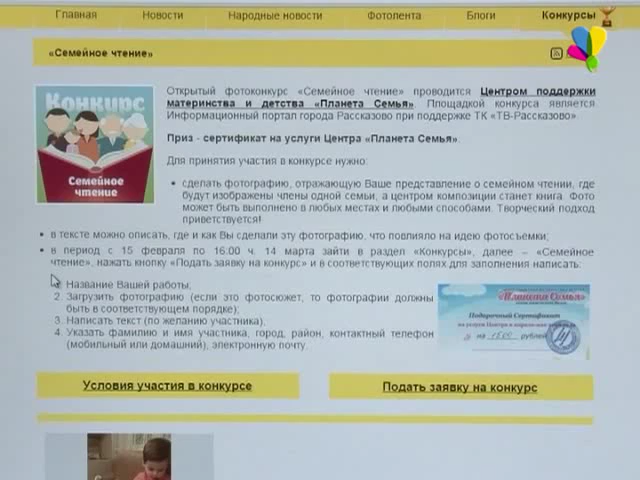 Главная Новости Народные новости Фотолента Блоги Конкурсы
«Семейное чтение»
Конкурс
Семейное
чтение
Открытый фотоконкурс «Семейное чтение» проводится Центром поддержки
материнства и детства «Планета Семья». Площадкой конкурса является
Информационный портал города Рассказово при поддержке ТК «ТВ-Рассказово».
Приз - сертификат на услуги Центра «Планета Семья».
Для принятия участия в конкурсе нужно:
• сделать фотографию, отражающую Ваше представление о семейном чтении, где
будут изображены члены одной семьи, а центром композиции станет книга. Фото
может быть выполнено в любых местах и любыми способами. Творческий подход
приветствуется!
• в тексте можно описать, где и как Вы сделали эту фотографию, что повлияло на идею фотосъемки;
• в период с 15 февраля по 16:00 ч. 14 марта зайти в раздел «Конкурсы», далее – «Семейное
чтение», нажать кнопку «Подать заявку на конкурс» и в соответствующих полях для заполнения написать:
Название Вашей работы;
2. Загрузить фотографию (если это фотосюжет, то фотографии должны
быть в соответствующем порядке);
3. Написать текст (по желанию участника);
4. Указать фамилию и имя участника, город, район, контактный телефон
(мобильный или домашний), электронную почту.
«Планета Семья»
Подарочный Сертификат
на 1500 рублей
Условия участия в конкурсе
Подать заявку на конкурс